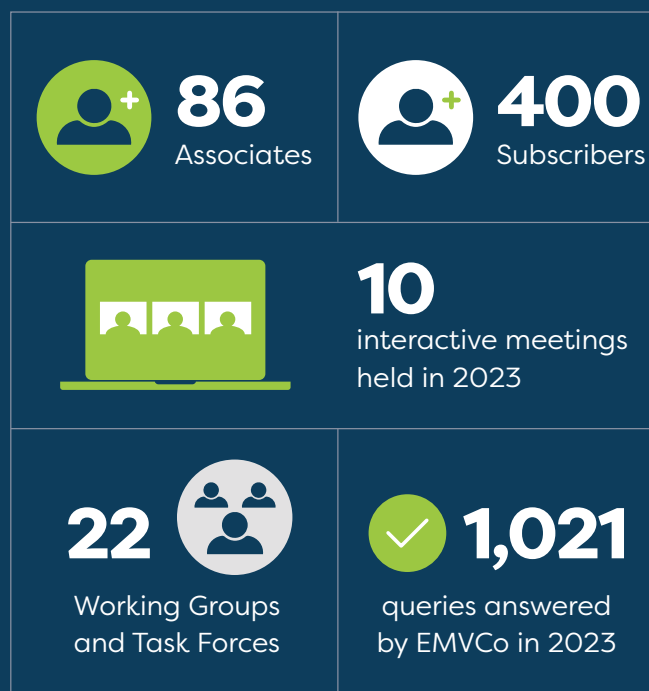 86
Associates
400
Subscribers
10
interactive meetings
held in 2023
22
Working Groups
and Task Forces
1,021
queries answered
by EMVCo in 2023